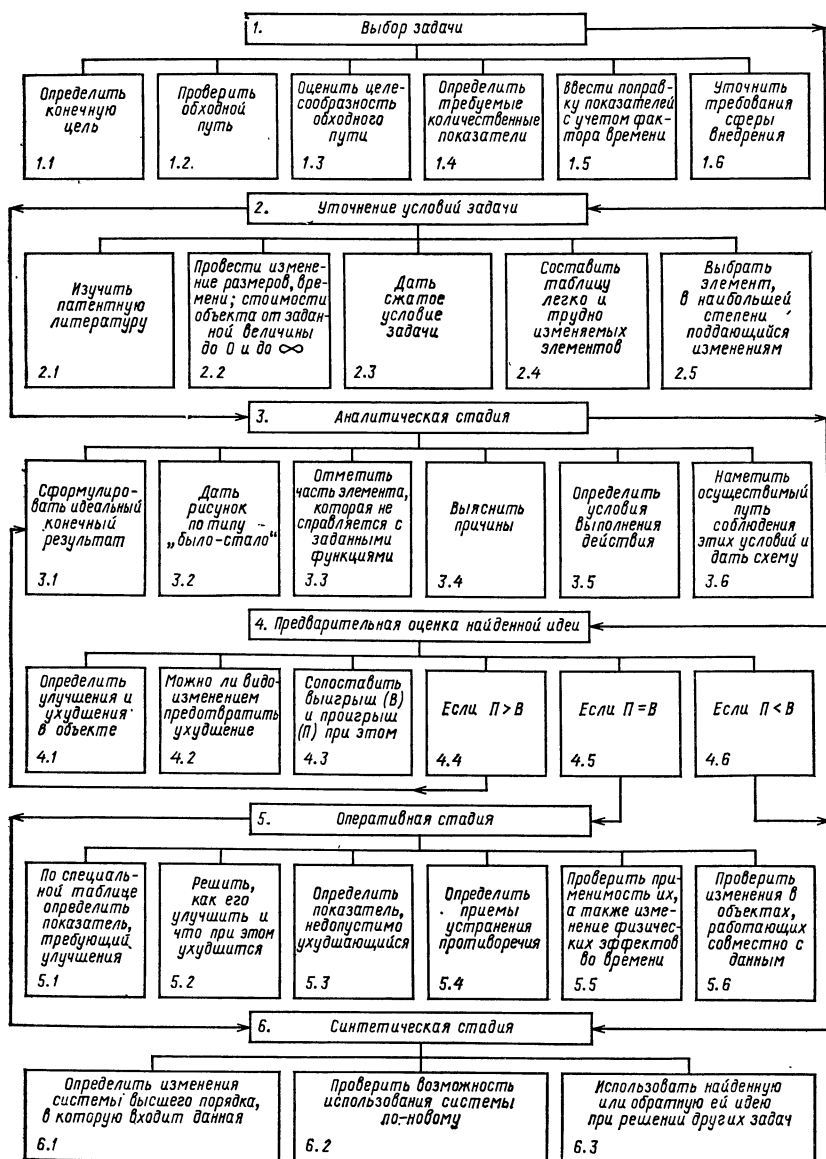 1. Выбор задачи
Определить
конечную
цель
1.1
Проверить
обходной
путь
1.2.
Оценить целе-
сообразность
обходного
пути
1.3
Определить
требуемые
количественные
показатели
1.4
Ввести поправ-
ку показателей
с учетом фак-
тора времени
1.5
Уточнить
требования
сферы
внедрения
1.6
2. Уточнение условий задачи
Изучить
патентную
литературу
2.1
Провести измене-
ние размеров, вре-
мени; стоимости
объекта от задан-
ной величины
до 0 и до ∞
2.2
Дать
сжатое
условие
задачи
2.3
Составить
таблицу
легко и
трудно
изменяемых
элементов
2.4
Выбрать
элемент,
в наибольшей
степени
поддающийся
изменениям
2.5
3. Аналитическая стадия
Сформулиро-
вать идеальный
конечный
результат
3.1
Дать
рисунок
по типу
„было-стало“
3.2
Отметить
часть элемента,
которая не
справляется с
заданными
функциями
3.3
Выяснить
причины
3.4
Определить
условия
выполнения
действия
3.5
Наметить
осуществимый
путь
соблюдения
этих условий и
дать схему
3.6
4. Предварительная оценка найденной идеи
Определить
улучшения и
ухудшения
в объекте
4.1
Можно ли видо-
изменением
предотвратить
ухудшение
4.2
Сопоставить
выигрыш (В)
и проигрыш
(П) при этом
4.3
Если П > В
4.4
Если П = В
4.5
Если П < В
4.6
5. Оперативная стадия
По специаль-
ной таблице
определить
показатель,
требующий
улучшения
5.1
Решить,
как его
улучшить и
что при этом
ухудшится
5.2
Определить
показатель,
недопустимо
ухудшающийся
5.3
Определить
приемы
устранения
противоречия
5.4
Проверить при-
менимость их,
а также изме-
нение физичес-
ких эффектов
во времени
5.5
Проверить
изменения в
объектах,
работающих
совместно с
данным
5.6
6. Синтетическая стадия
Определить изменения
системы высшего порядка,
в которую входит данная
6.1
Проверить возможность
использования системы
по-новому
6.2
Использовать найденную
или обратную ей идею
при решении других задач
6.3